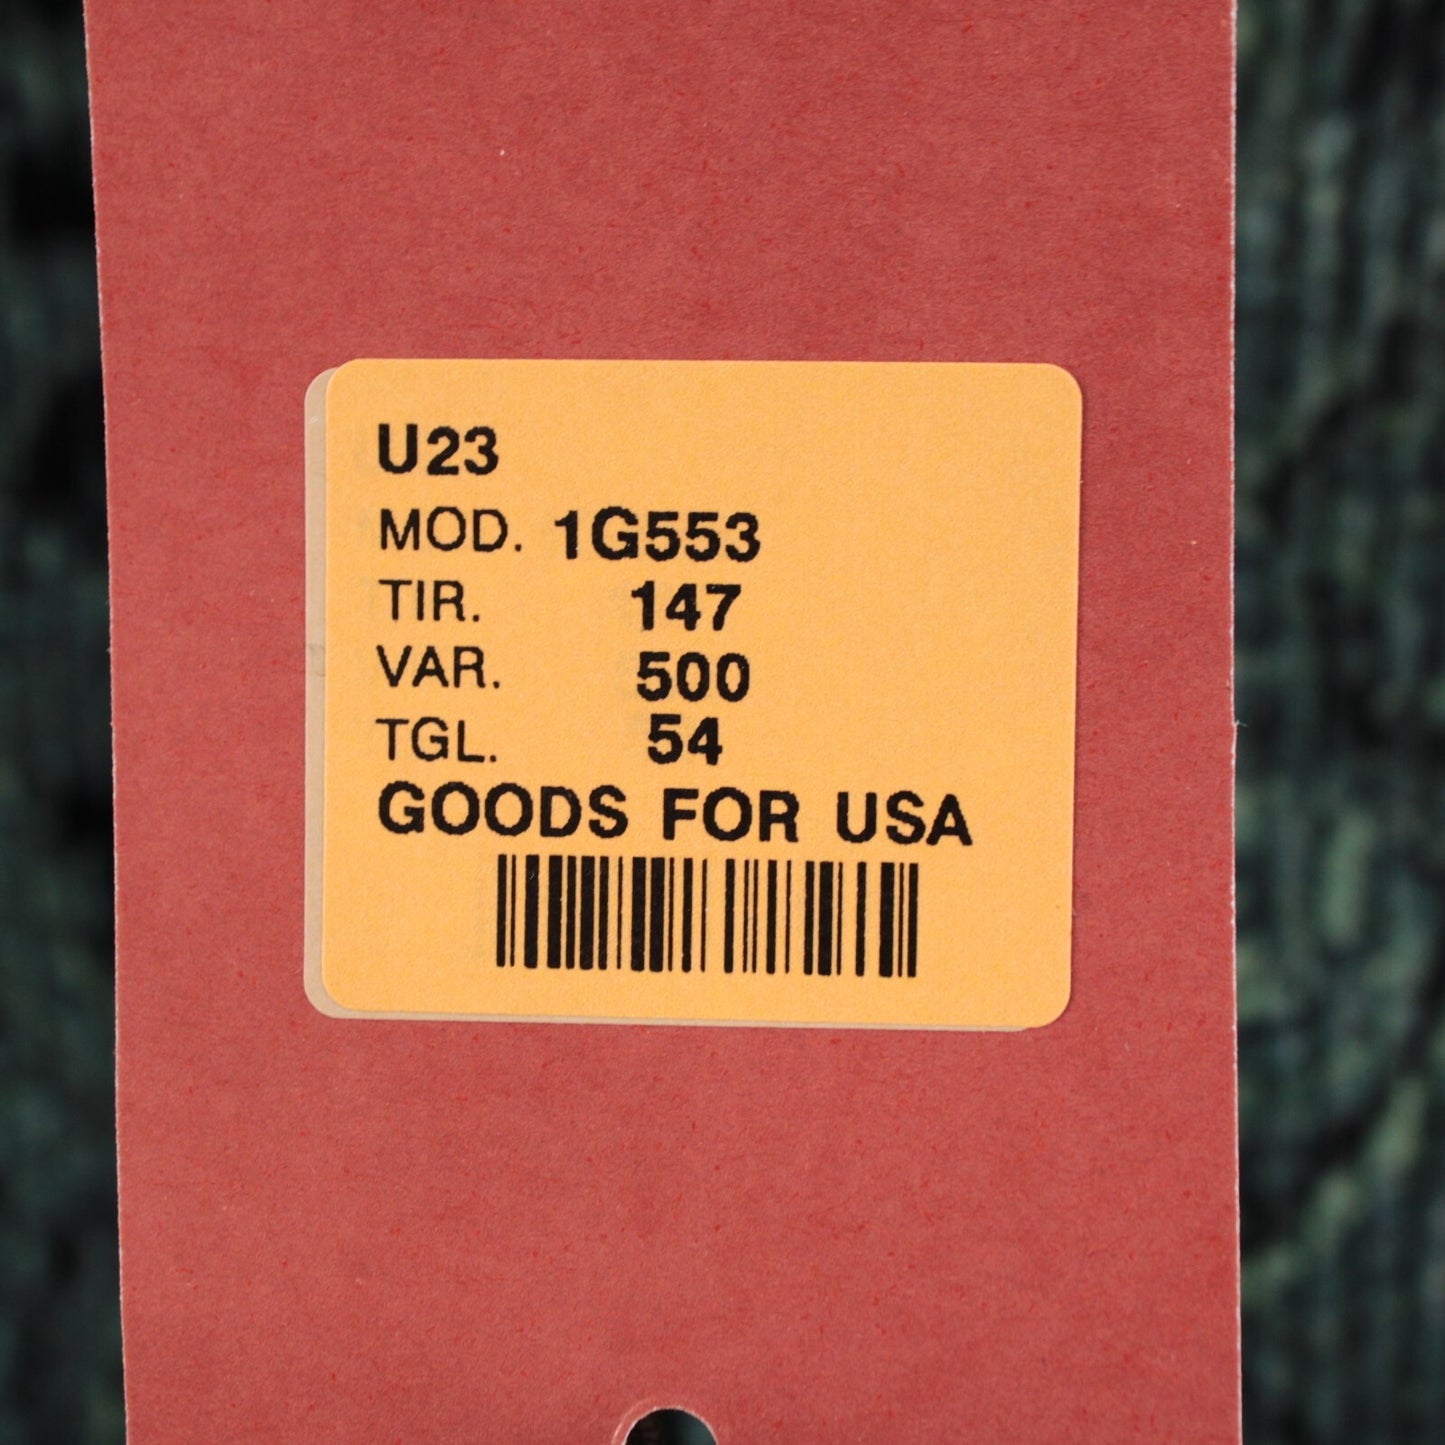 U23
MOD. 1G553
TIR. 147
VAR. 500
TGL. 54
GOODS FOR USA